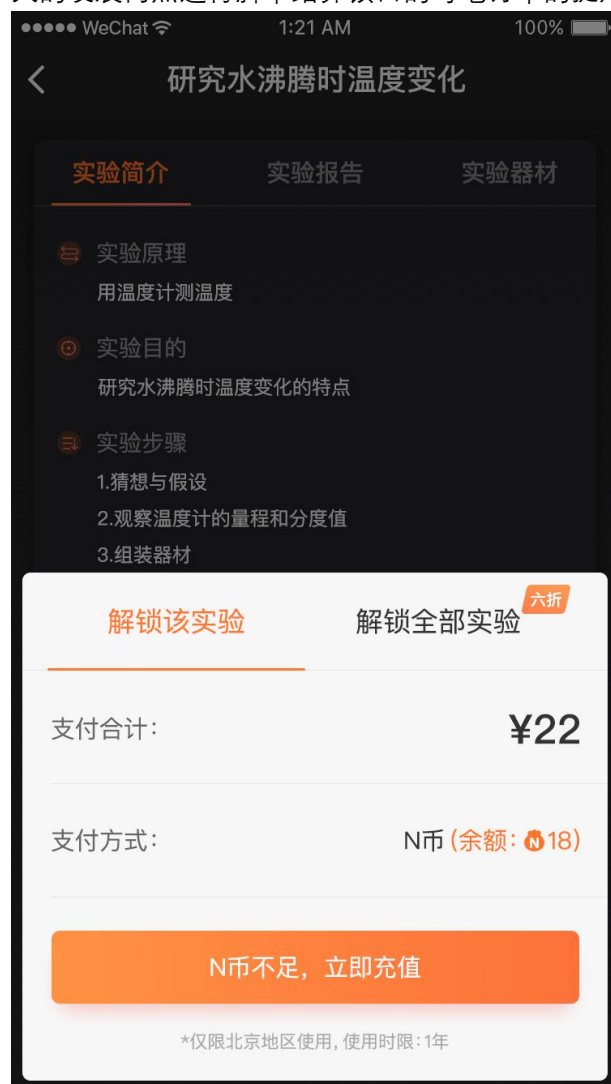 WeChat 1:21 AM 100%
研究水沸腾时温度变化
实验简介 实验报告 实验器材
实验原理
用温度计测温度
实验目的
研究水沸腾时温度变化的特点
实验步骤
1.猜想与假设
2.观察温度计的量程和分度值
3.组装器材
六折
解锁该实验 解锁全部实验
支付合计： ¥22
支付方式： N币(余额：N18)
N币不足，立即充值
*仅限北京地区使用，使用时限：1年